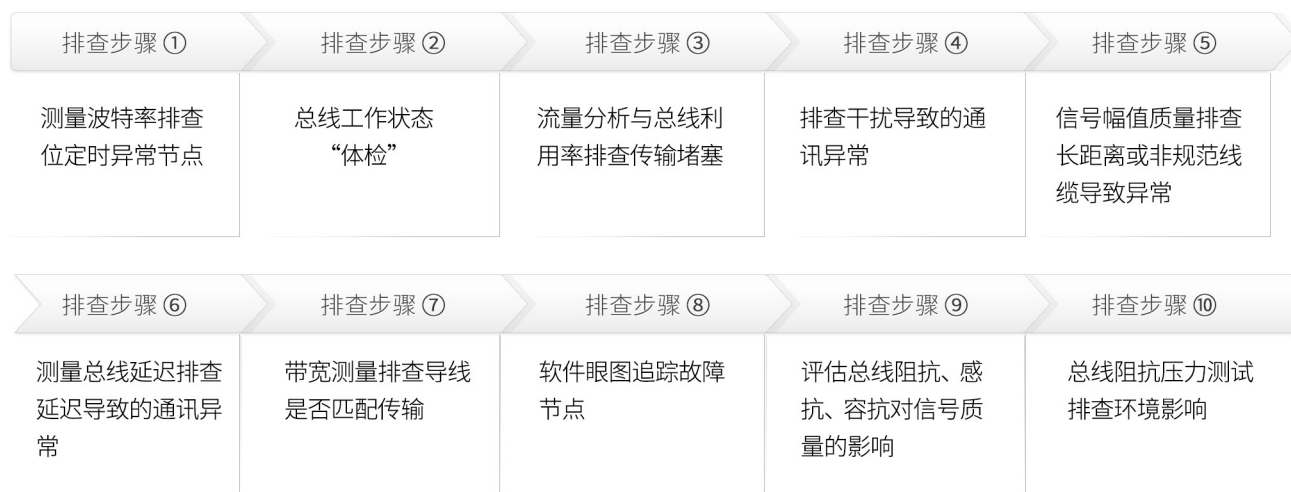 排查步骤①
排查步骤②
排查步骤③
排查步骤④
排查步骤⑤
测量波特率排查
位定时异常节点
总线工作状态
“体检”
流量分析与总线利
用率排查传输堵塞
排查干扰导致的通
讯异常
信号幅值质量排查
长距离或非规范线
缆导致异常
排查步骤⑥
排查步骤⑦
排查步骤⑧
排查步骤⑨
排查步骤⑩
测量总线延迟排查
延迟导致的通讯异
常
带宽测量排查导线
是否匹配传输
软件眼图追踪故障
节点
评估总线阻抗、感
抗、容抗对信号质
量的影响
总线阻抗压力测试
排查环境影响